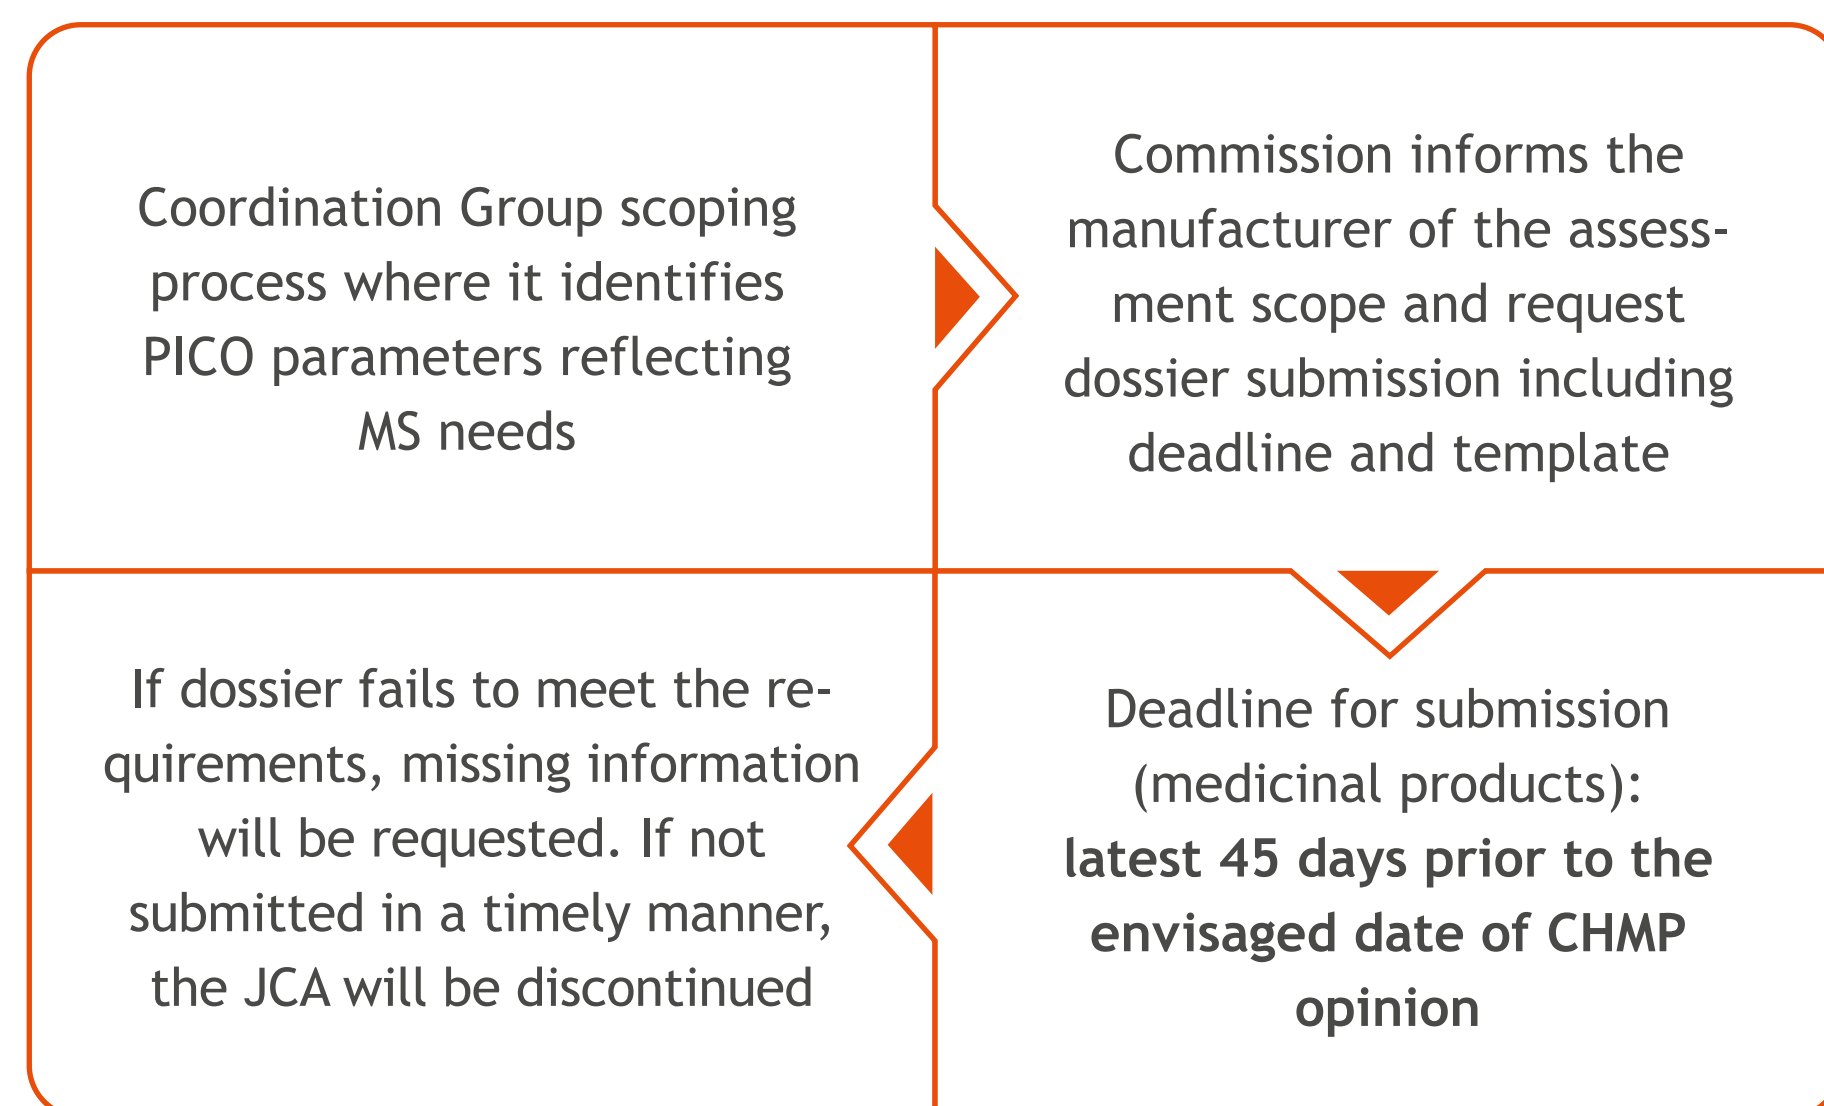 Coordination Group scoping
process where it identifies
PICO parameters reflecting
MS needs
Commission informs the
manufacturer of the assess-
ment scope and request
dossier submission including
deadline and template
Deadline for submission
(medicinal products):
latest 45 days prior to the
envisaged date of CHMP
opinion
If dossier fails to meet the re-
quirements, missing information
will be requested. If not
submitted in a timely manner,
the JCA will be discontinued